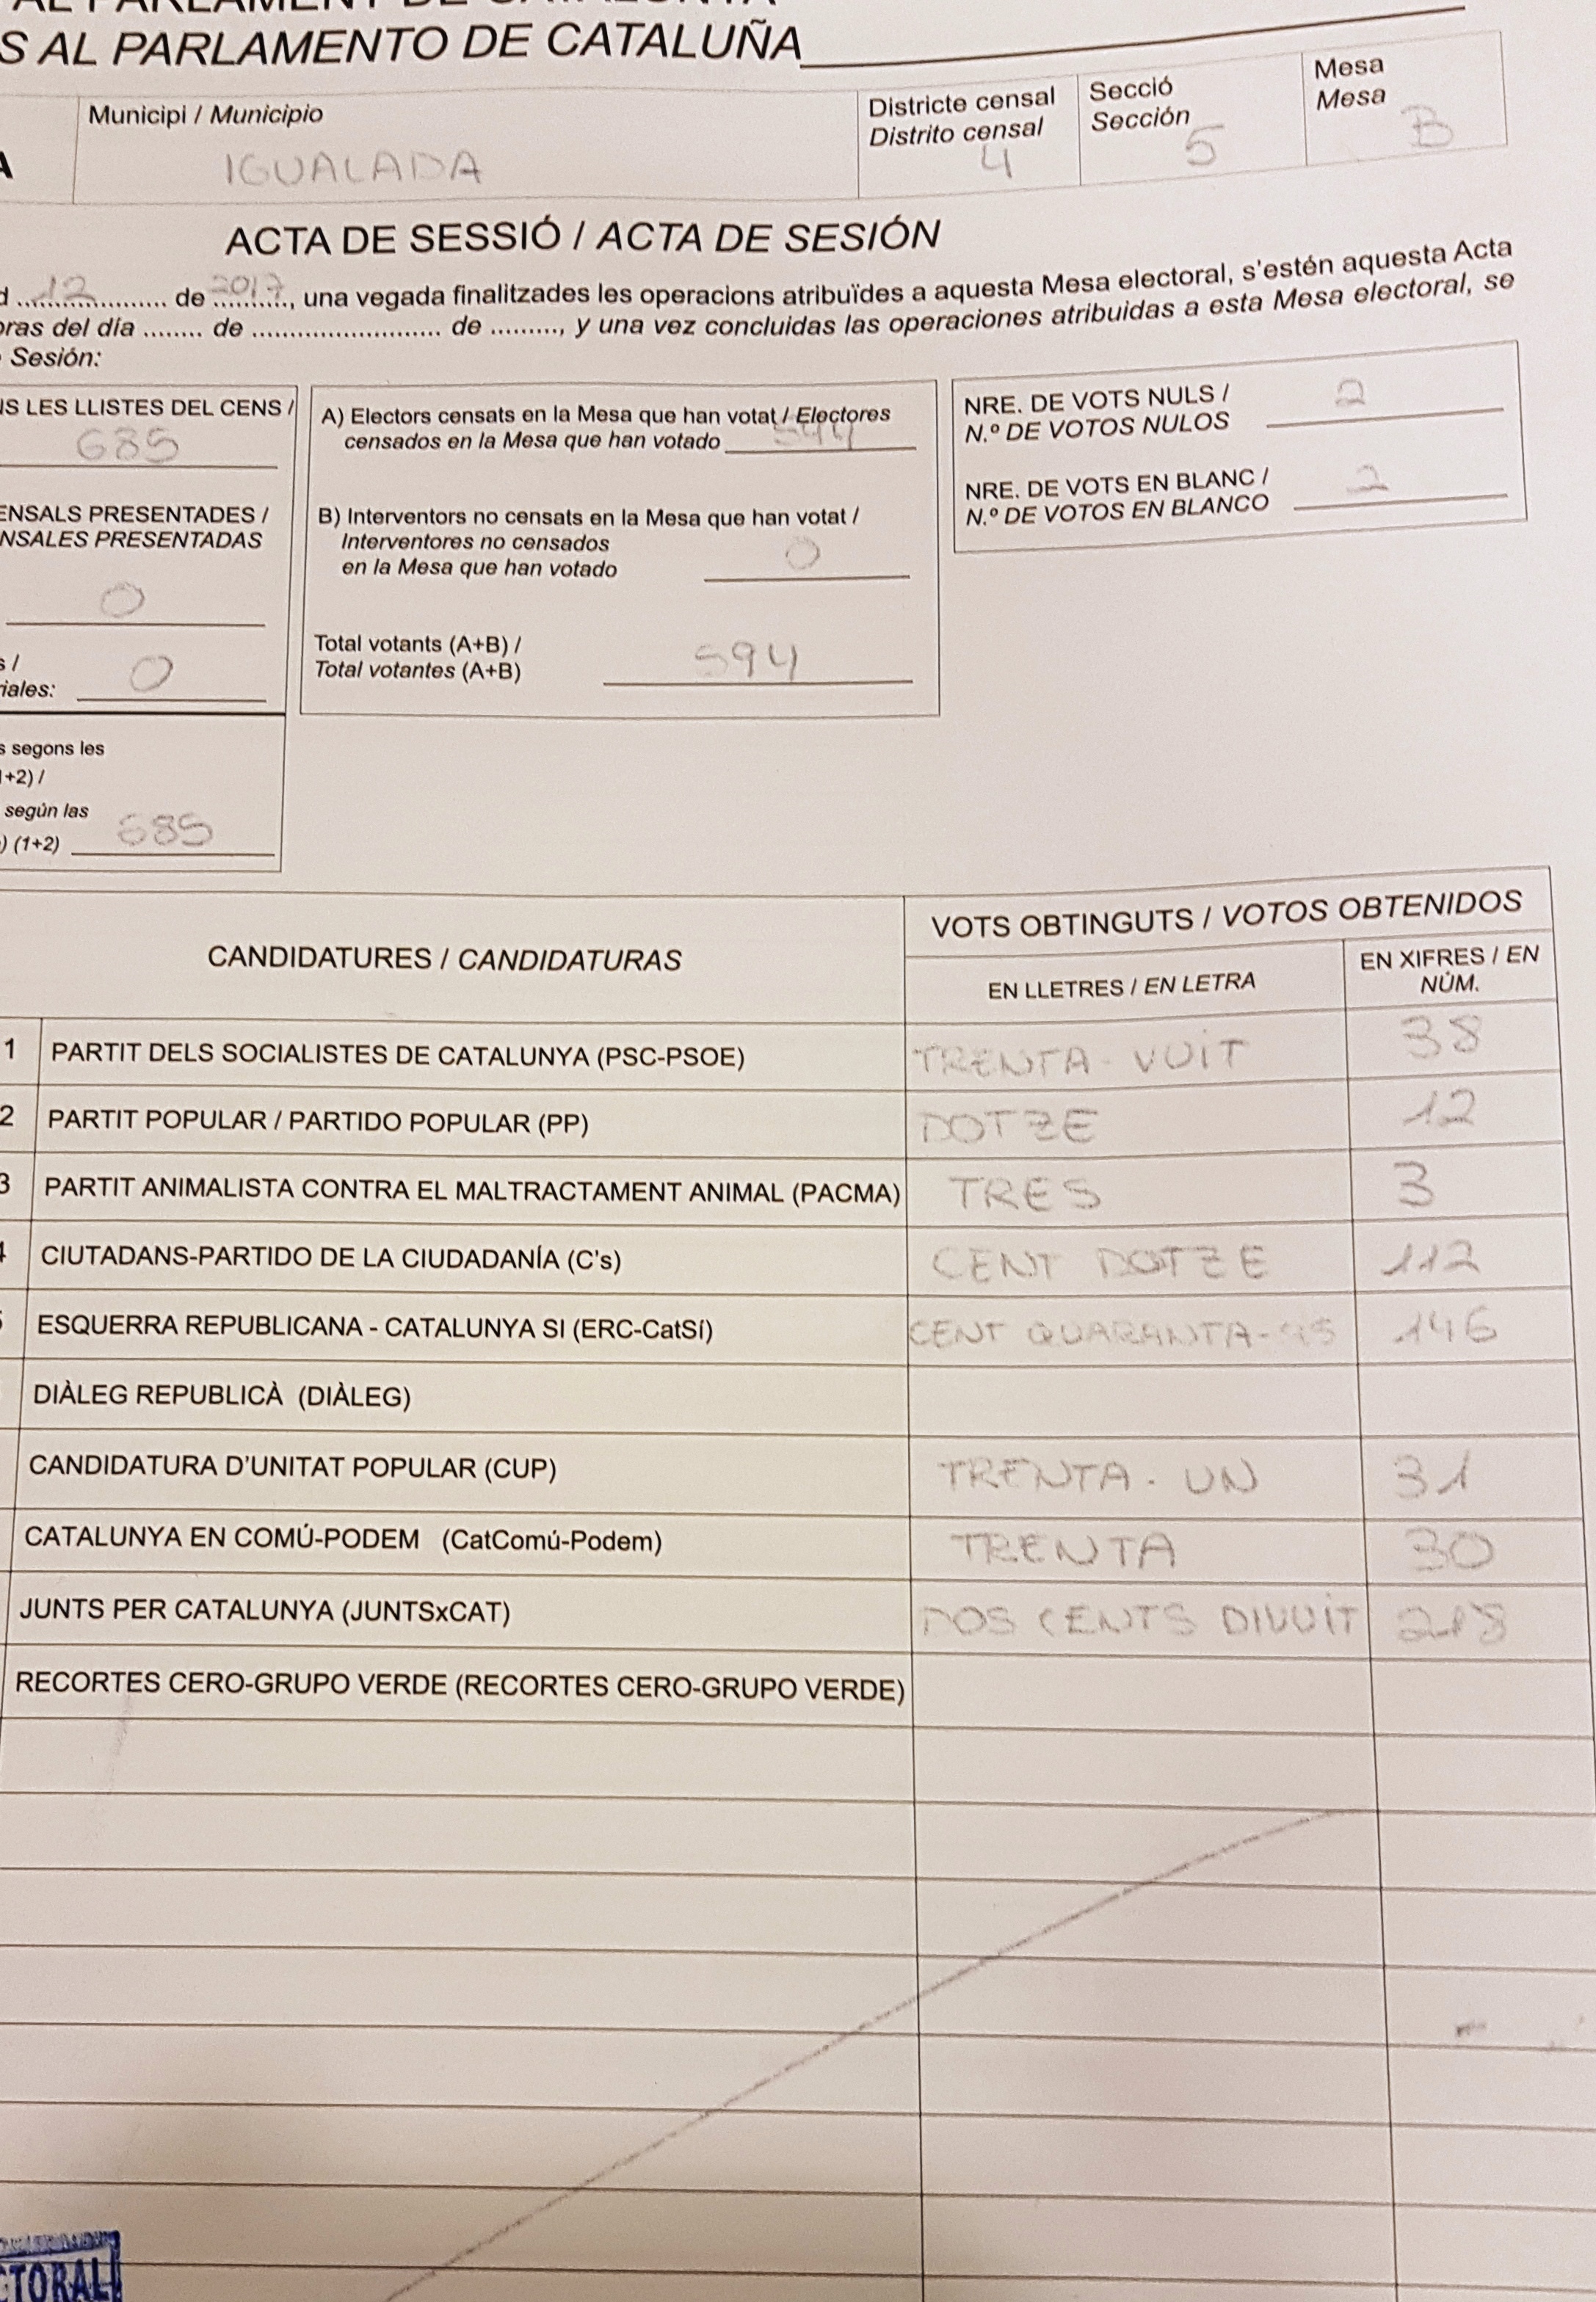 S AL PARLAMENTO DE CATALUÑA
Municipi / Municipio
IGUALADA
Districte censal
Distrito censal
4
Secció
Sección
5
Mesa
Mesa
B
A
ACTA DE SESSIÓ / ACTA DE SESIÓN
d 12 de 2017, una vegada finalitzades les operacions atribuïdes a aquesta Mesa electoral, s'estén aquesta Acta
oras del día ........ de ........................ de ........., y una vez concluidas las operaciones atribuidas a esta Mesa electoral, se
Sesión:
NS LES LLISTES DEL CENS /
685
ENSALS PRESENTADES /
NSALES PRESENTADAS
0
s /
riales: 0
s segons les
1+2) /
según las
) (1+2) 685
A) Electors censats en la Mesa que han votat / Electores
censados en la Mesa que han votado 594
B) Interventors no censats en la Mesa que han votat /
Interventores no censados
en la Mesa que han votado 0
Total votants (A+B) /
Total votantes (A+B) 594
NRE. DE VOTS NULS /
N.º DE VOTOS NULOS 2
NRE. DE VOTS EN BLANC /
N.º DE VOTOS EN BLANCO 2
CANDIDATURES / CANDIDATURAS
VOTS OBTINGUTS / VOTOS OBTENIDOS
EN LLETRES / EN LETRA
EN XIFRES / EN
NÚM.
1 PARTIT DELS SOCIALISTES DE CATALUNYA (PSC-PSOE) TRENTA-VUIT 38
2 PARTIT POPULAR / PARTIDO POPULAR (PP) DOTZE 12
3 PARTIT ANIMALISTA CONTRA EL MALTRACTAMENT ANIMAL (PACMA) TRES 3
4 CIUTADANS-PARTIDO DE LA CIUDADANÍA (C's) CENT DOTZE 112
5 ESQUERRA REPUBLICANA - CATALUNYA SI (ERC-CatSí) CENT QUARANTA-SIS 146
DIÀLEG REPUBLICÀ (DIÀLEG)
CANDIDATURA D'UNITAT POPULAR (CUP) TRENTA-UN 31
CATALUNYA EN COMÚ-PODEM (CatComú-Podem) TRENTA 30
JUNTS PER CATALUNYA (JUNTSxCAT) DOS CENTS DIVUIT 218
RECORTES CERO-GRUPO VERDE (RECORTES CERO-GRUPO VERDE)
CTORAL